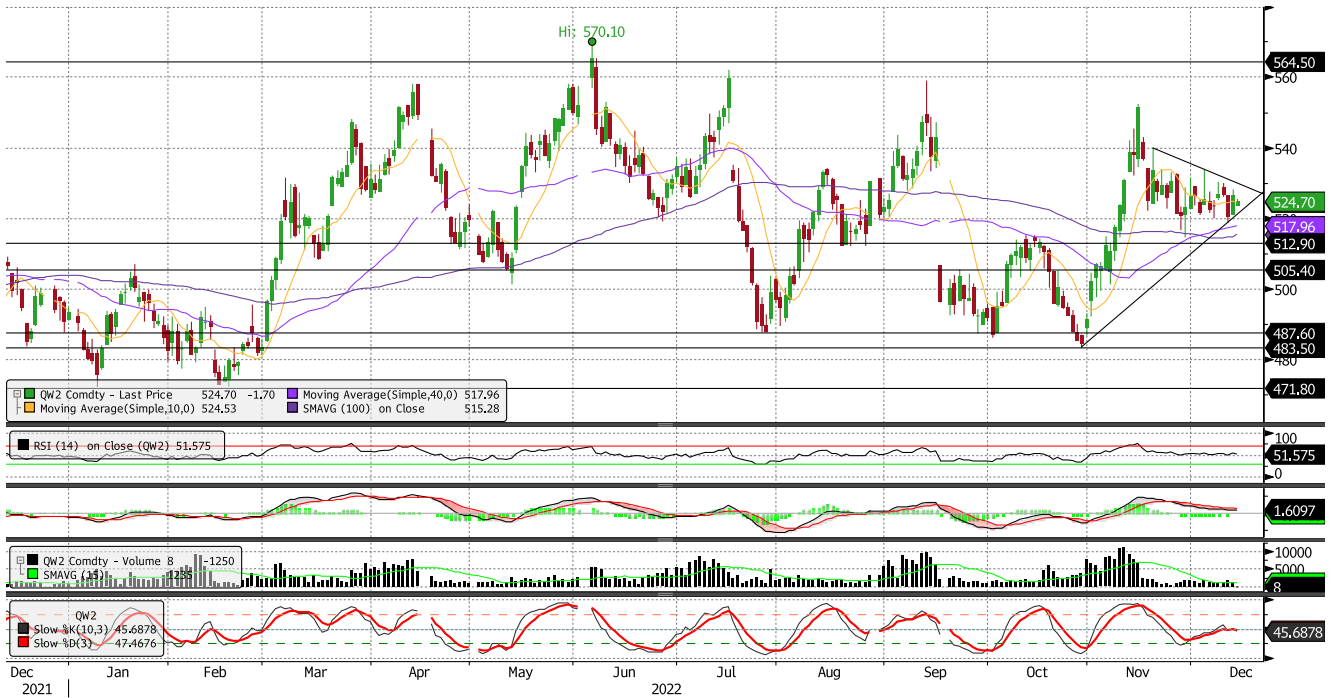 Hi: 570.10
564.50
560
540
524.70
520
517.96
512.90
505.40
500
487.60
483.50
480
471.80
QW2 Comdty - Last Price 524.70 -1.70 Moving Average(Simple,40,0) 517.96
Moving Average(Simple,10,0) 524.53 SMAVG (100) on Close 515.28
RSI (14) on Close (QW2) 51.575
100
51.575
0
1.6097
QW2 Comdty - Volume 8 -1250
SMAVG (15) 1235
10000
5000
8
QW2
Slow %K(10,3) 45.6878
Slow %D(3) 47.4676
45.6878
Dec Jan Feb Mar Apr May Jun Jul Aug Sep Oct Nov Dec
2021 2022